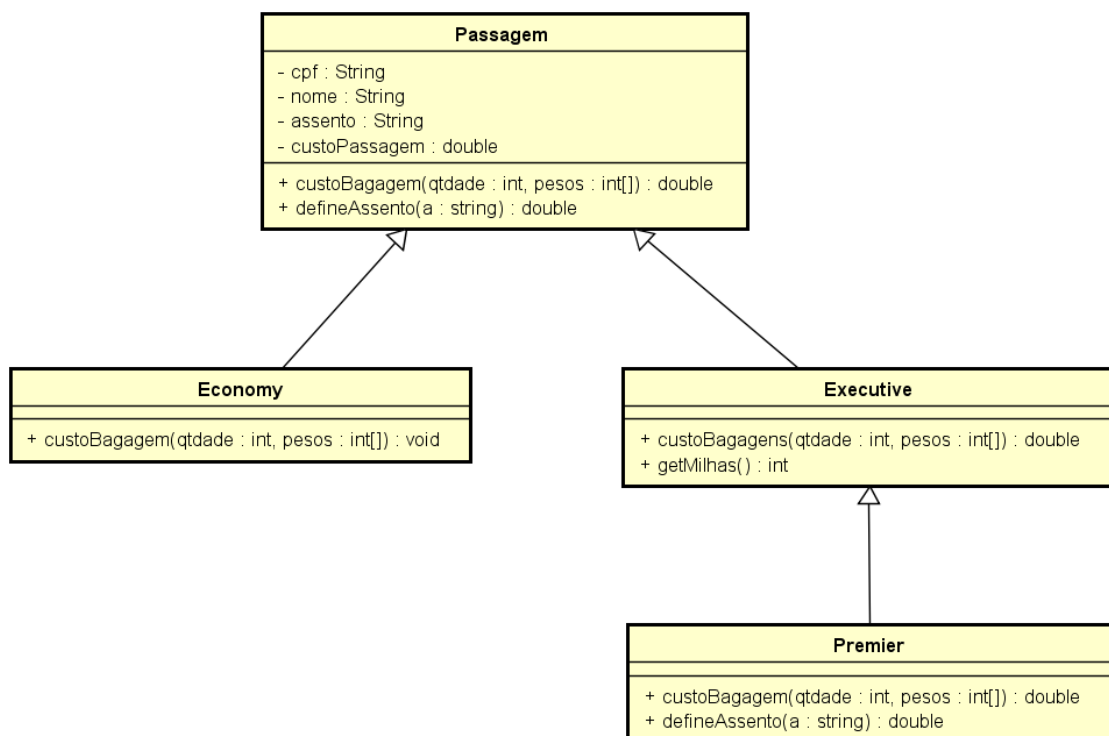 Passagem
- cpf : String
- nome : String
- assento : String
- custoPassagem : double
+ custoBagagem(qtdade : int, pesos : int[]) : double
+ defineAssento(a : string) : double
Economy
+ custoBagagem(qtdade : int, pesos : int[]) : void
Executive
+ custoBagagens(qtdade : int, pesos : int[]) : double
+ getMilhas() : int
Premier
+ custoBagagem(qtdade : int, pesos : int[]) : double
+ defineAssento(a : string) : double